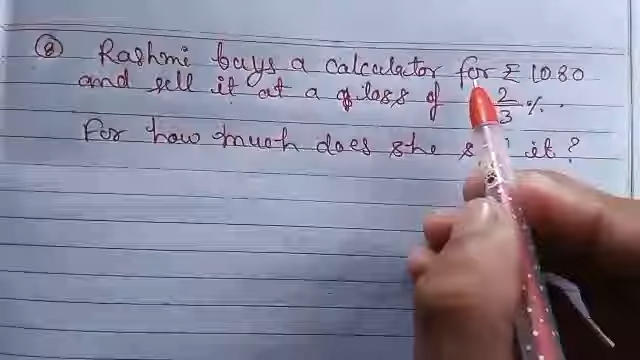 8 Rashmi buys a calculator for ₹ 1080
and sell it at a loss of 2/3 %.
For how much does she it?